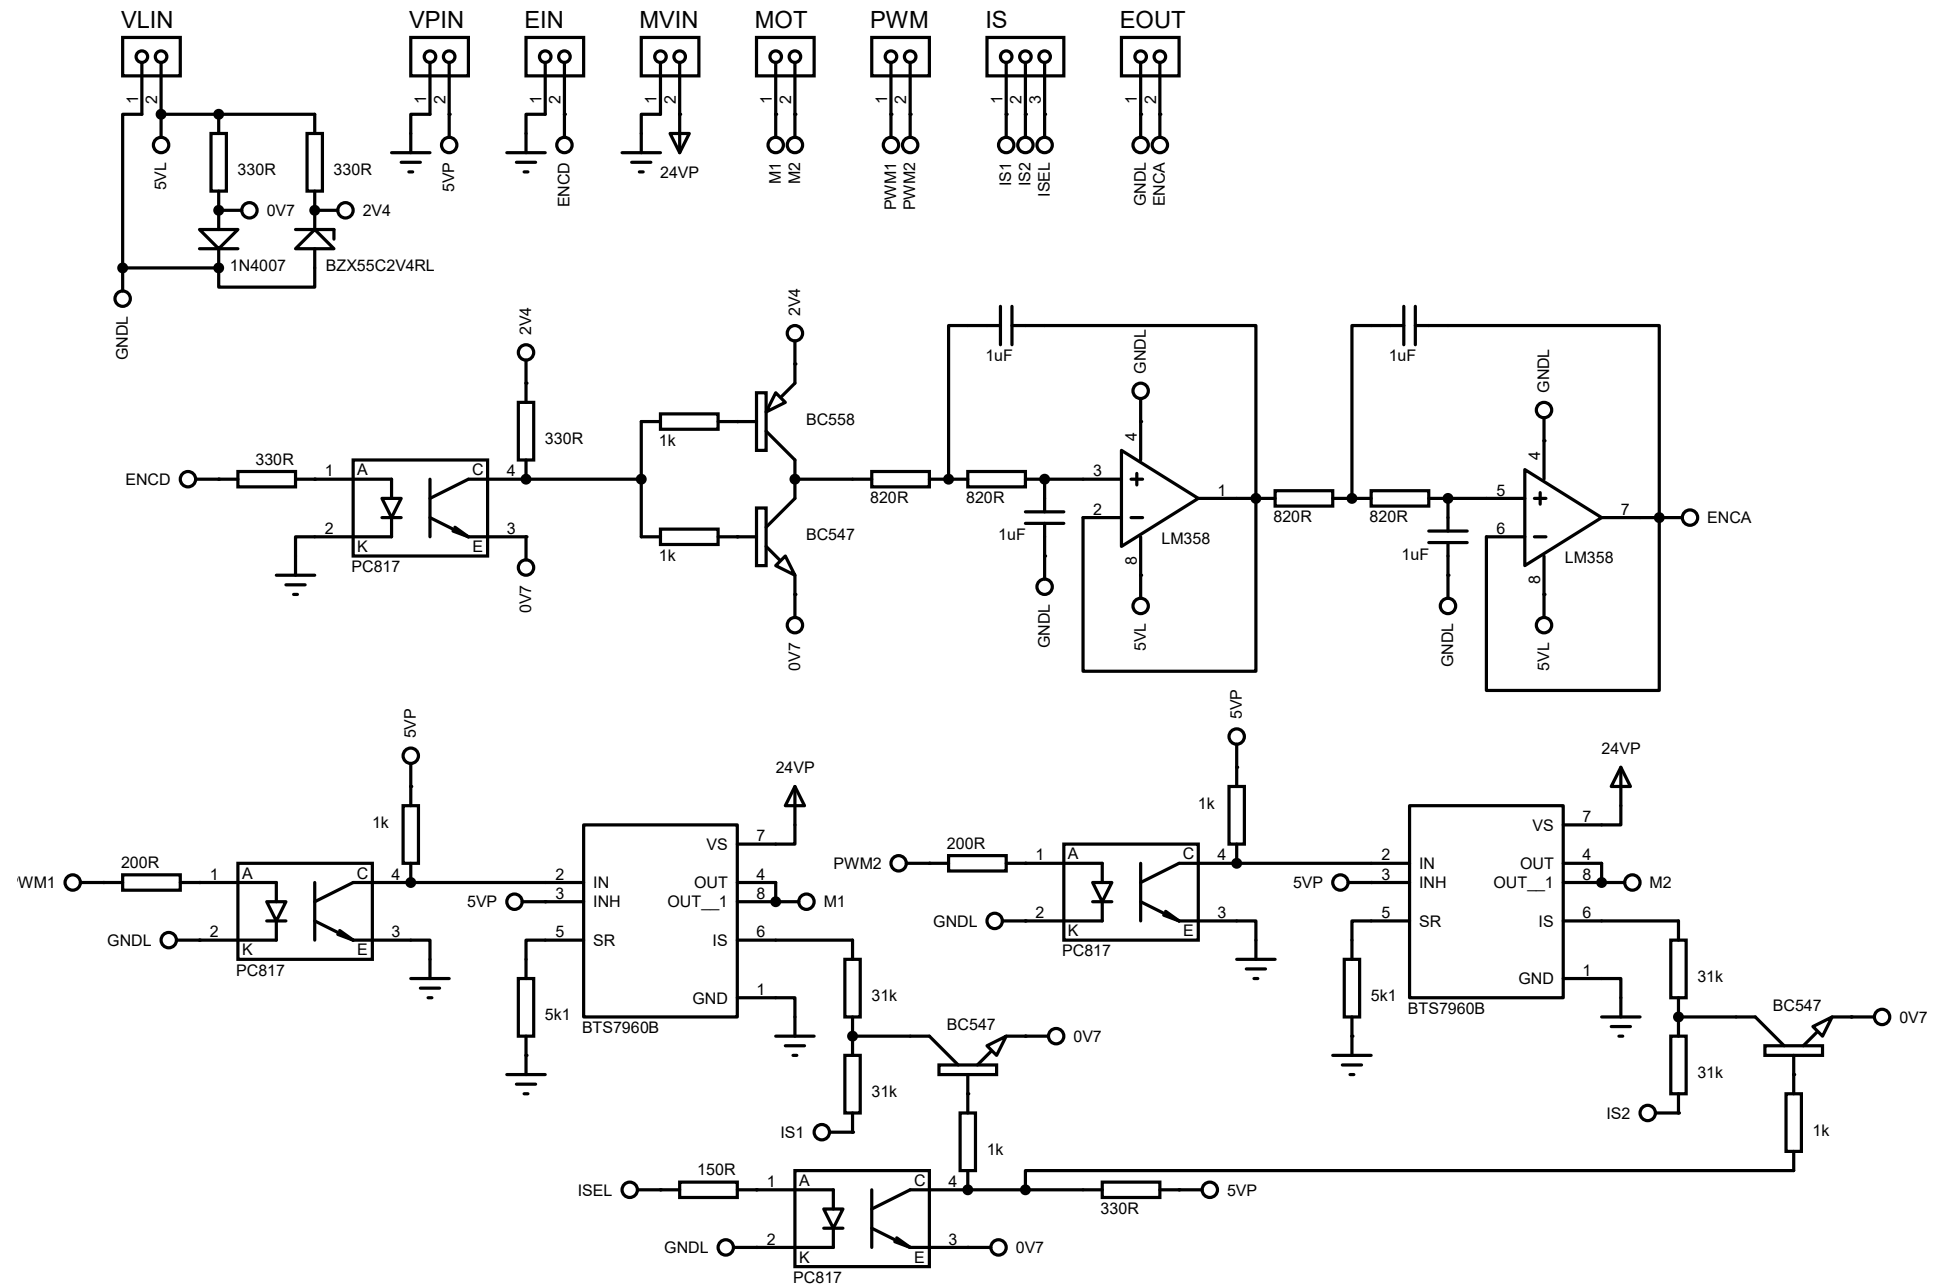 VLIN VPIN EIN MVIN MOT PWM IS EOUT
1 2 1 2 1 2 1 2 1 2 1 2 1 2 3 1 2
5VL 330R 330R 5VP ENCD 24VP M1 M2 PWM1 PWM2 IS1 IS2 ISEL GNDL ENCA
0V7 2V4
1N4007 BZX55C2V4RL
GNDL
2V4 2V4
1uF GNDL 1uF GNDL
330R 1k BC558
4 4
ENCD 330R 1 A C 4 820R 820R 3 + 1 820R 820R 5 + 7 ENCA
2 K E 3 1k BC547 1uF 2 − LM358 1uF 6 − LM358
PC817 8 8
0V7 0V7 GNDL 5VL GNDL 5VL
5VP 5VP
24VP 24VP
1k 1k
VS 7 VS 7
WM1 200R 1 A C 4 2 IN OUT 4 PWM2 200R 1 A C 4 2 IN OUT 4
5VP 3 INH OUT__1 8 M1 5VP 3 INH OUT__1 8 M2
GNDL 2 K E 3 5 SR IS 6 GNDL 2 K E 3 5 SR IS 6
PC817 PC817
5k1 GND 1 31k 5k1 GND 1 31k
BTS7960B BTS7960B
BC547 0V7 BC547 0V7
31k 31k
IS1 IS2
1k 1k
ISEL 150R 1 A C 4 330R 5VP
GNDL 2 K E 3 0V7
PC817